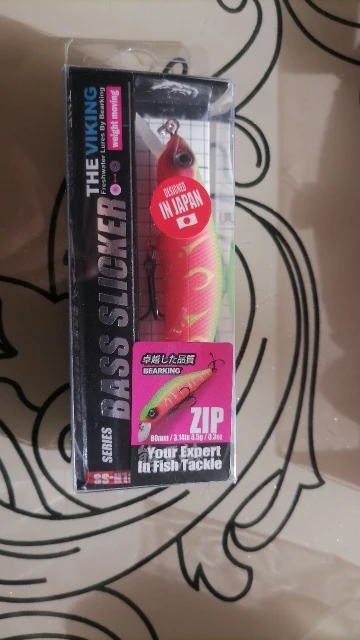 THE VIKING
Freshwater Lures By Bearking
weight moving
SERIES BASS SLICKER
DESIGNED
IN JAPAN
卓越した品質
BEARKING
ZIP
80mm / 3.14in 8.5g / 0.3oz
Your Expert
In Fish Tackle